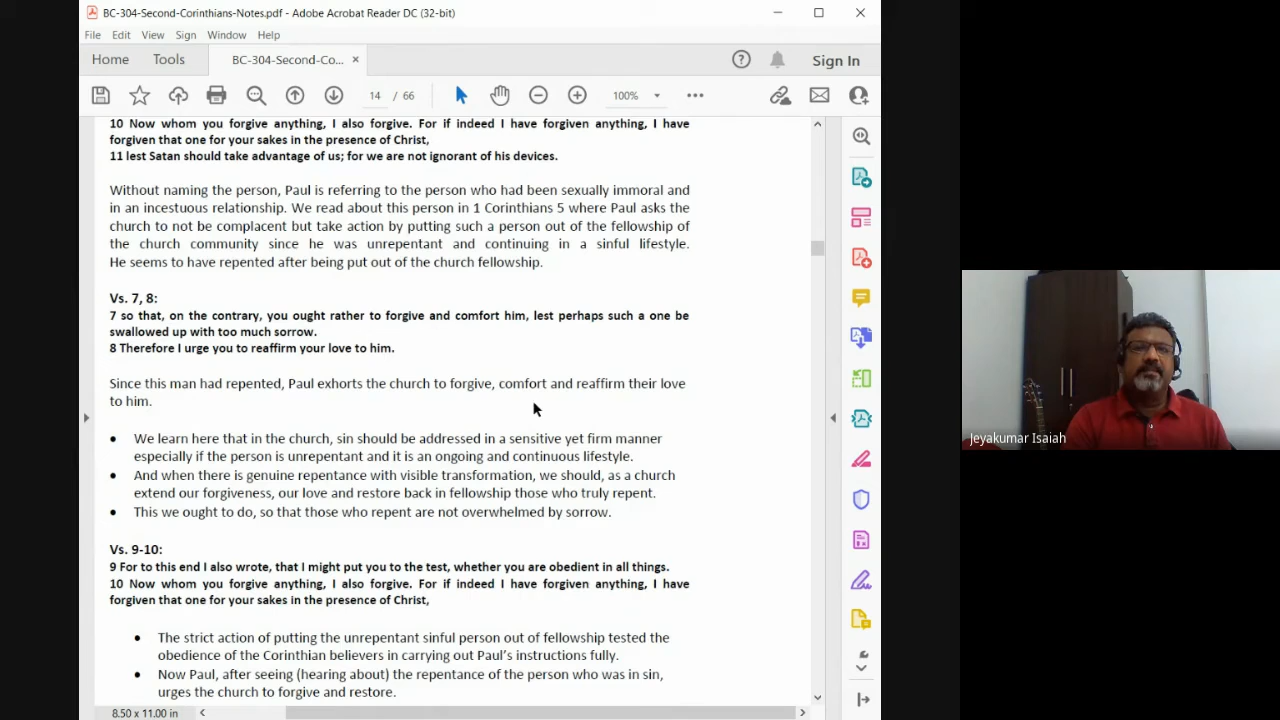 BC-304-Second-Corinthians-Notes.pdf - Adobe Acrobat Reader DC (32-bit)
File Edit View Sign Window Help
Home Tools BC-304-Second-Co... × Sign In
14 / 66 100%
10 Now whom you forgive anything, I also forgive. For if indeed I have forgiven anything, I have
forgiven that one for your sakes in the presence of Christ,
11 lest Satan should take advantage of us; for we are not ignorant of his devices.
Without naming the person, Paul is referring to the person who had been sexually immoral and
in an incestuous relationship. We read about this person in 1 Corinthians 5 where Paul asks the
church to not be complacent but take action by putting such a person out of the fellowship of
the church community since he was unrepentant and continuing in a sinful lifestyle.
He seems to have repented after being put out of the church fellowship.
Vs. 7, 8:
7 so that, on the contrary, you ought rather to forgive and comfort him, lest perhaps such a one be
swallowed up with too much sorrow.
8 Therefore I urge you to reaffirm your love to him.
Since this man had repented, Paul exhorts the church to forgive, comfort and reaffirm their love
to him.
• We learn here that in the church, sin should be addressed in a sensitive yet firm manner
especially if the person is unrepentant and it is an ongoing and continuous lifestyle.
• And when there is genuine repentance with visible transformation, we should, as a church
extend our forgiveness, our love and restore back in fellowship those who truly repent.
• This we ought to do, so that those who repent are not overwhelmed by sorrow.
Vs. 9-10:
9 For to this end I also wrote, that I might put you to the test, whether you are obedient in all things.
10 Now whom you forgive anything, I also forgive. For if indeed I have forgiven anything, I have
forgiven that one for your sakes in the presence of Christ,
• The strict action of putting the unrepentant sinful person out of fellowship tested the
obedience of the Corinthian believers in carrying out Paul's instructions fully.
• Now Paul, after seeing (hearing about) the repentance of the person who was in sin,
urges the church to forgive and restore.
8.50 x 11.00 in
Jeyakumar Isaiah